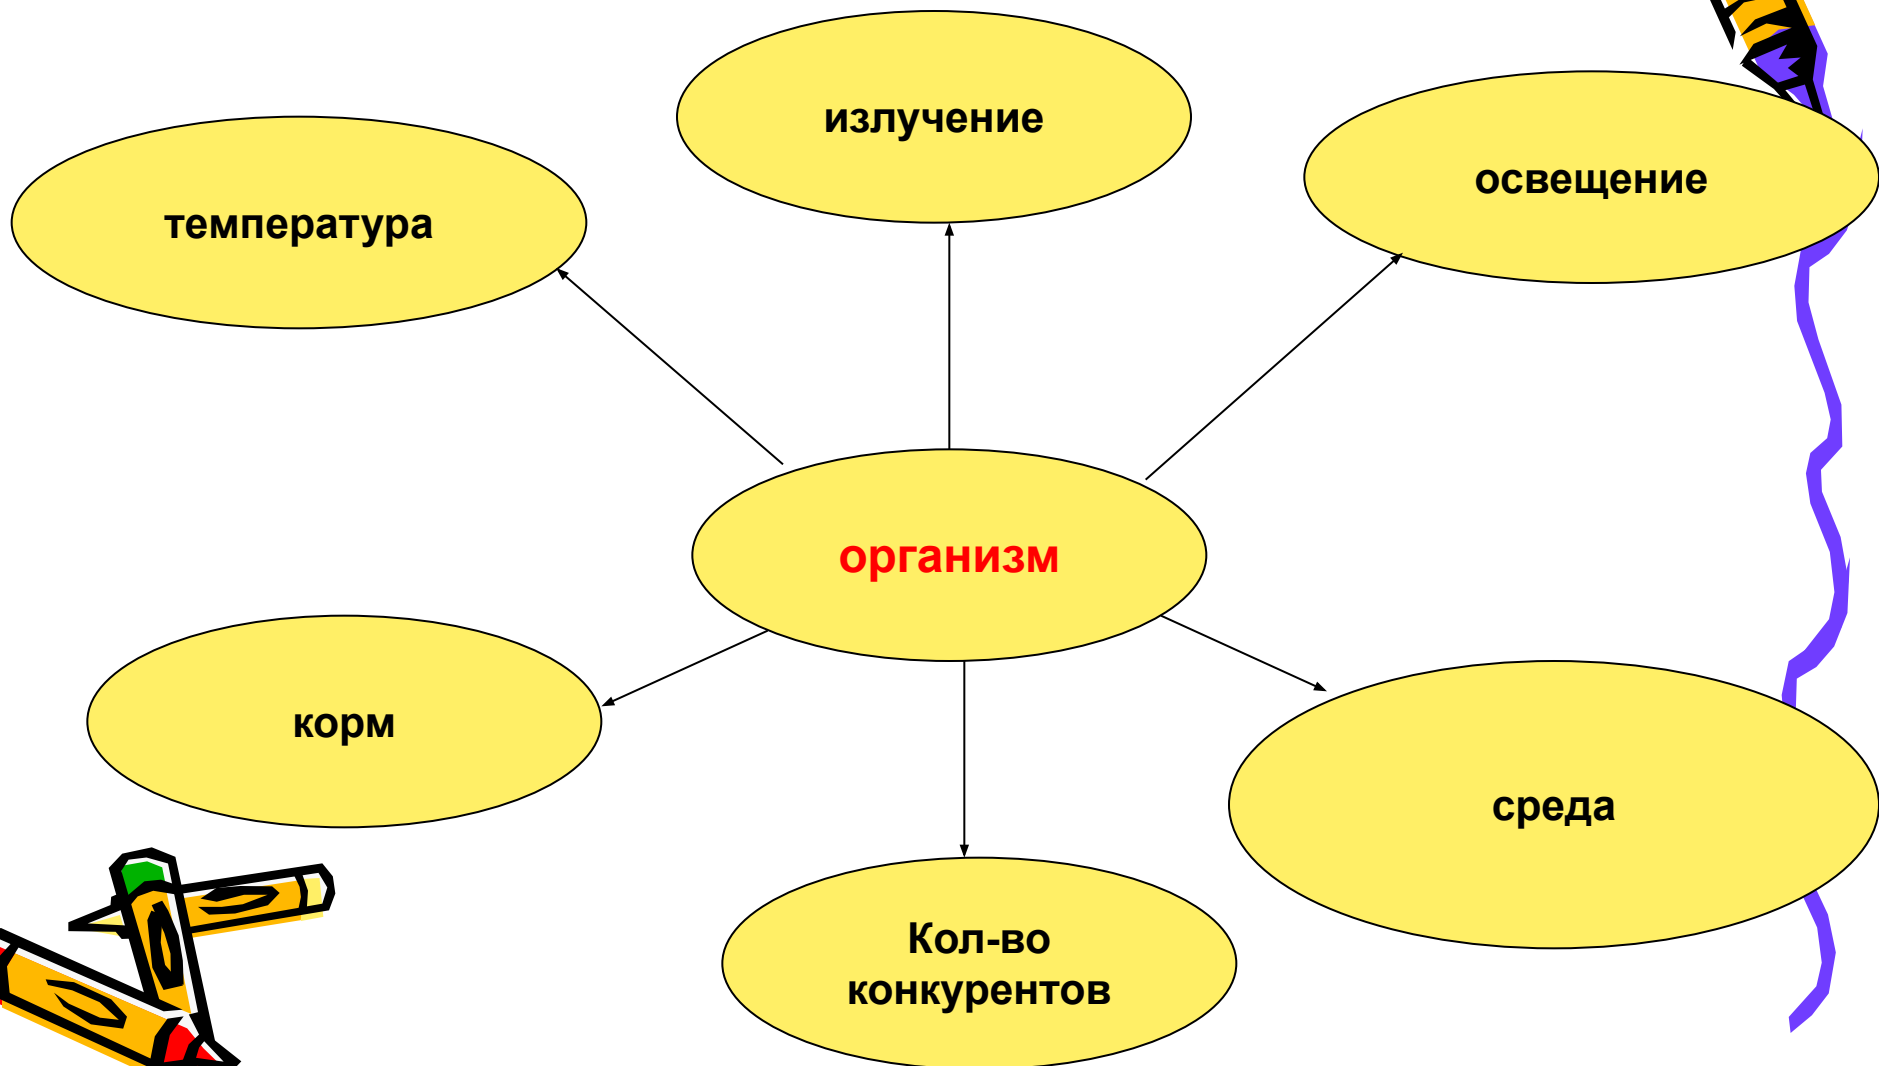 излучение
освещение
температура
организм
корм
среда
Кол-во
конкурентов